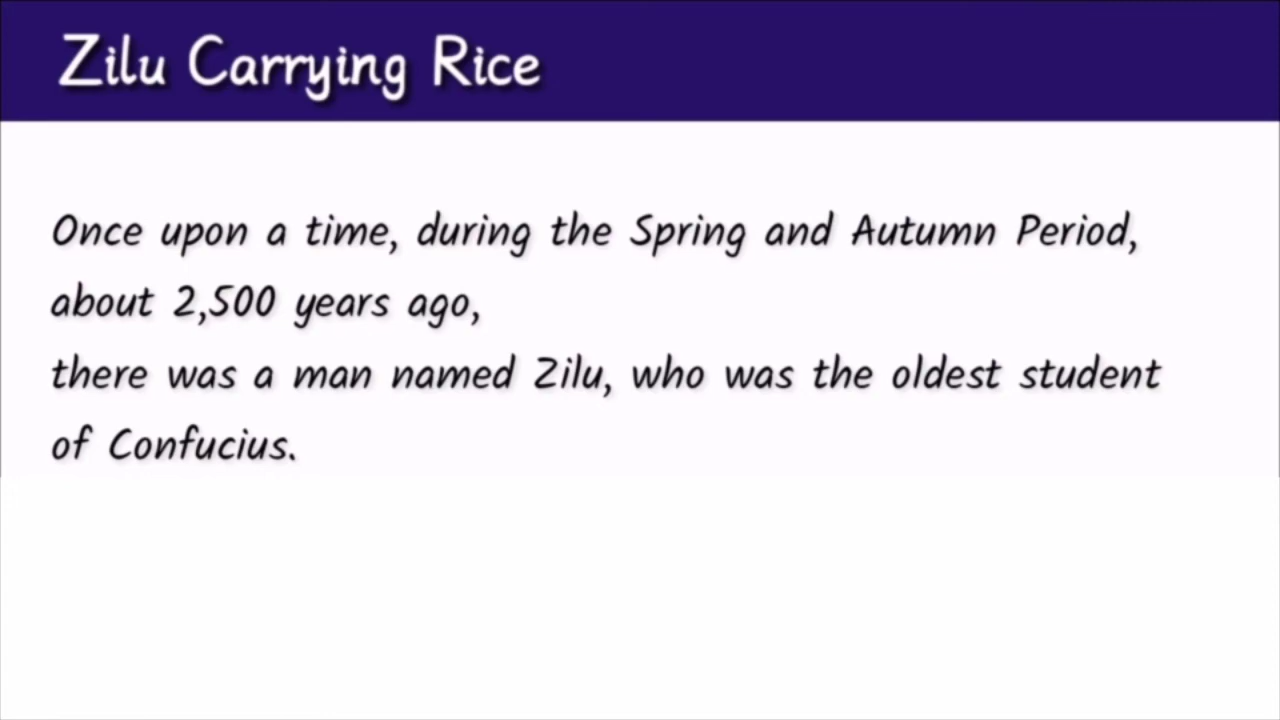 Zilu Carrying Rice
Once upon a time, during the Spring and Autumn Period,
about 2,500 years ago,
there was a man named Zilu, who was the oldest student
of Confucius.